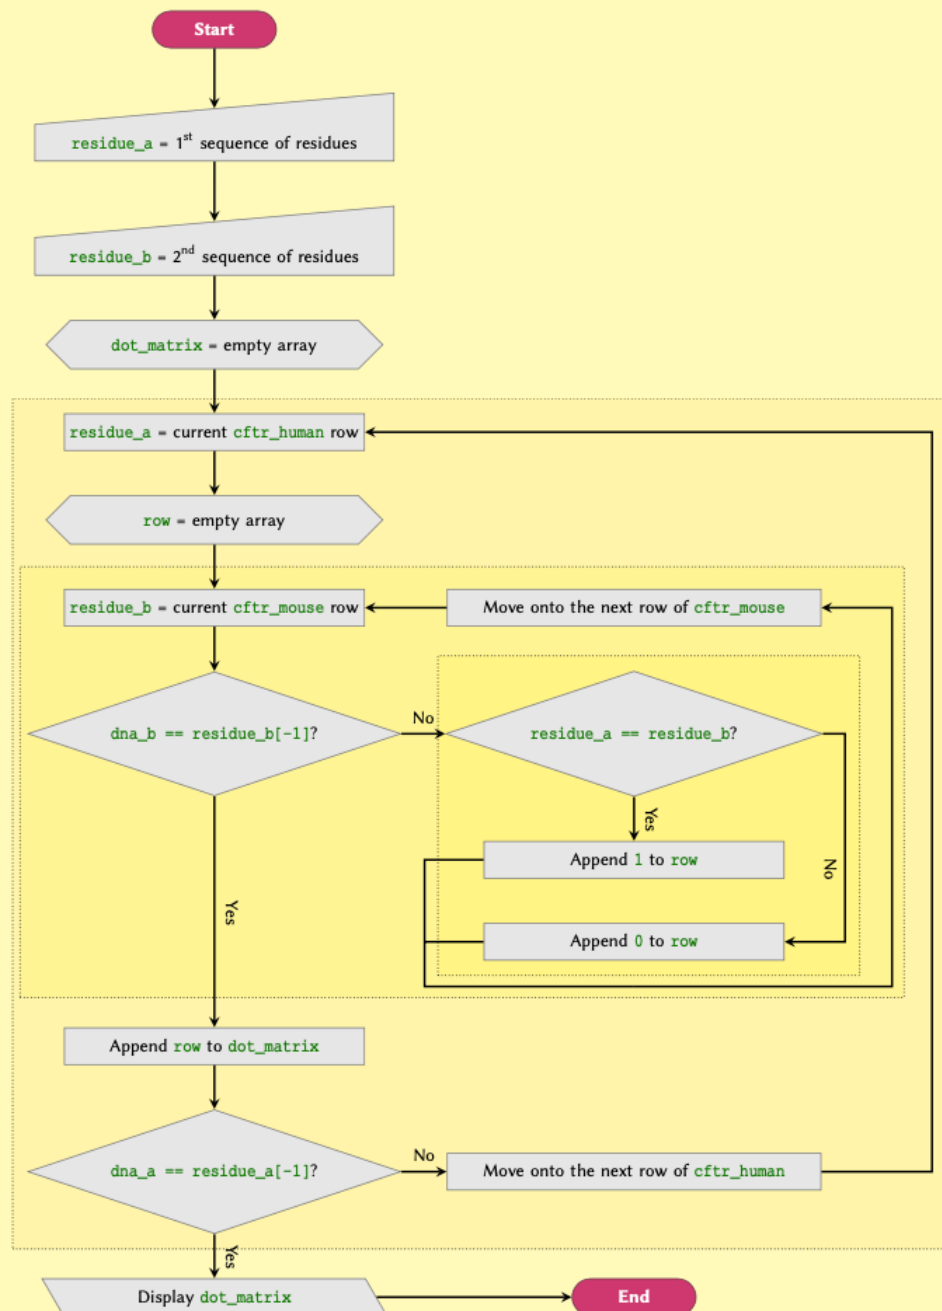 Start
residue_a = 1st sequence of residues
residue_b = 2nd sequence of residues
dot_matrix = empty array
residue_a = current cftr_human row
row = empty array
residue_b = current cftr_mouse row
Move onto the next row of cftr_mouse
dna_b == residue_b[-1]?
No
residue_a == residue_b?
Yes
No
Append 1 to row
Append 0 to row
Yes
Append row to dot_matrix
dna_a == residue_a[-1]?
No
Move onto the next row of cftr_human
Yes
Display dot_matrix
End